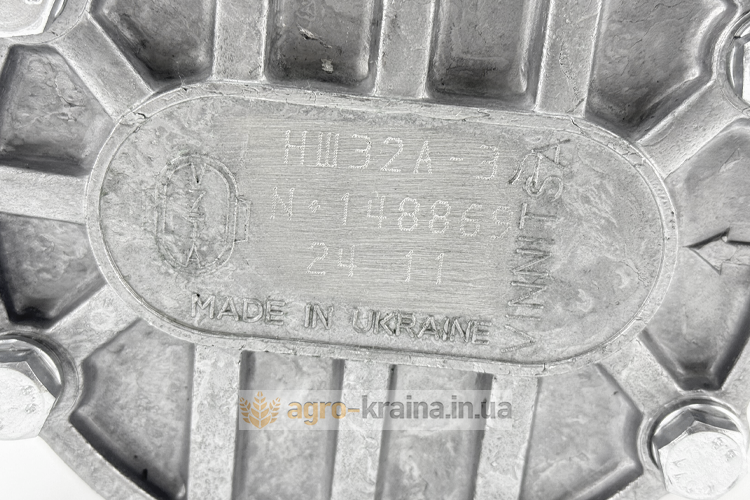 НШ32А-3
N•148869
24 11
MADE IN UKRAINE
VINNITSA
agro-kraina.in.ua